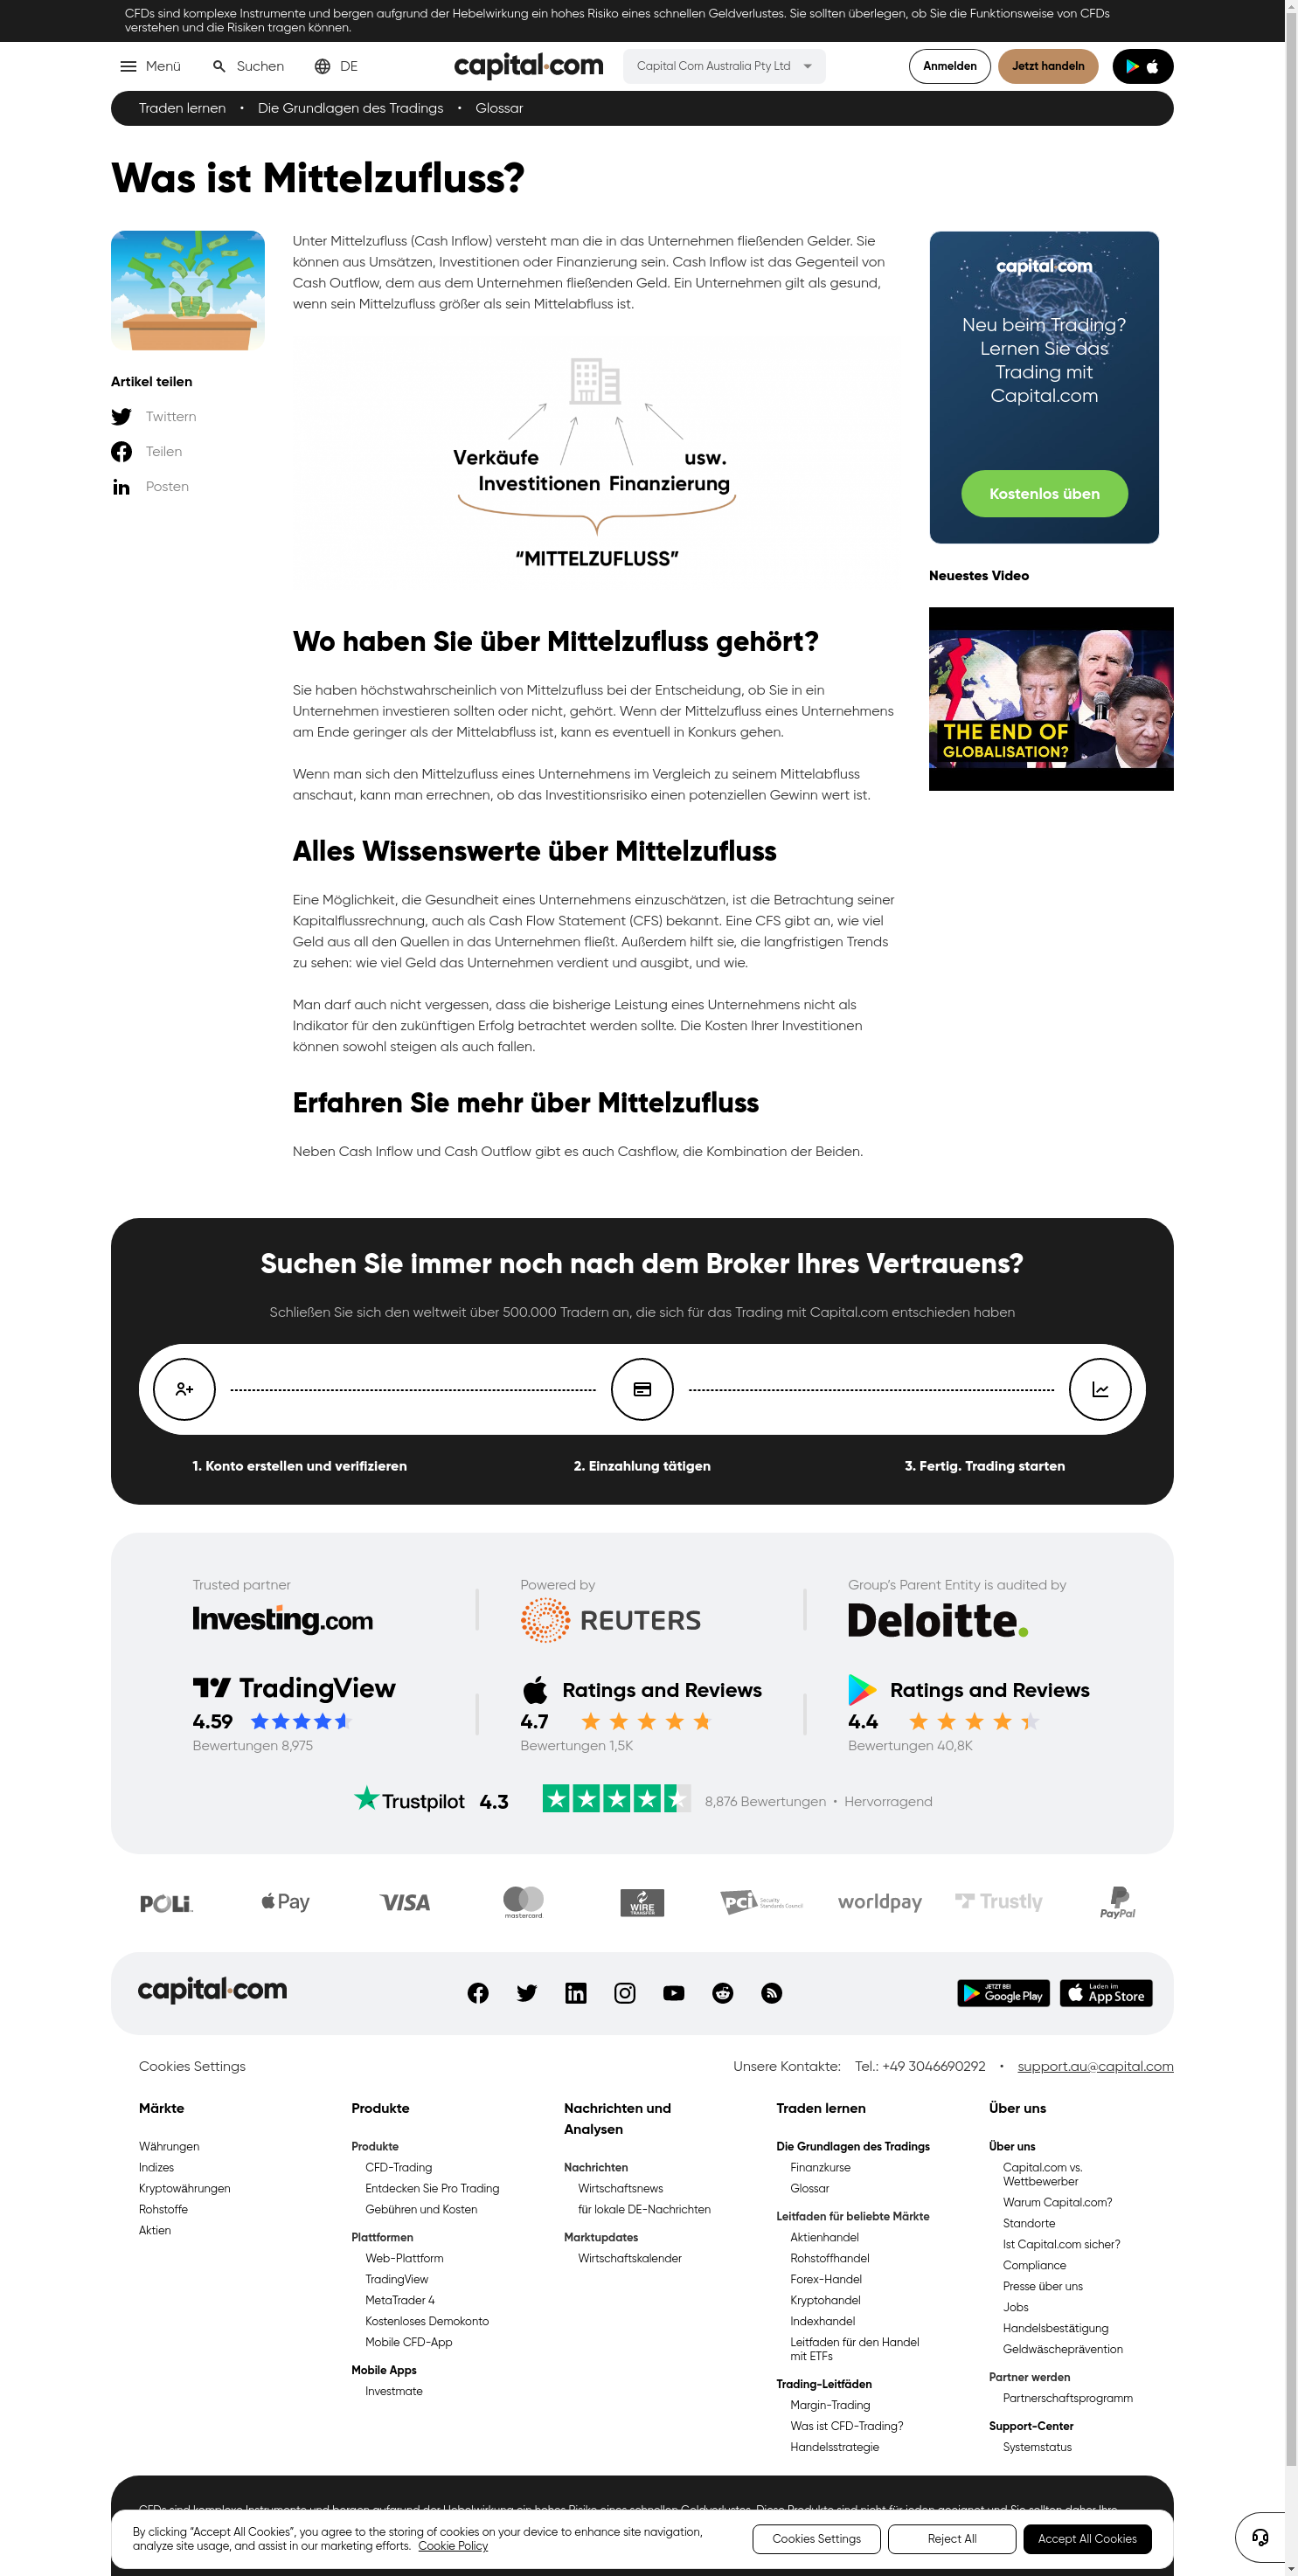 CFDs sind komplexe Instrumente und bergen aufgrund der Hebelwirkung ein hohes Risiko eines schnellen Geldverlustes. Sie sollten überlegen, ob Sie die Funktionsweise von CFDs
verstehen und die Risiken tragen können.
Menü
Suchen
DE
capital.com
Capital Com Australia Pty Ltd
Anmelden
Jetzt handeln
Traden lernen • Die Grundlagen des Tradings • Glossar
Was ist Mittelzufluss?
Artikel teilen
Twittern
Teilen
Posten
Unter Mittelzufluss (Cash Inflow) versteht man die in das Unternehmen fließenden Gelder. Sie
können aus Umsätzen, Investitionen oder Finanzierung sein. Cash Inflow ist das Gegenteil von
Cash Outflow, dem aus dem Unternehmen fließenden Geld. Ein Unternehmen gilt als gesund,
wenn sein Mittelzufluss größer als sein Mittelabfluss ist.
Verkäufe
usw.
Investitionen Finanzierung
“MITTELZUFLUSS”
Wo haben Sie über Mittelzufluss gehört?
Sie haben höchstwahrscheinlich von Mittelzufluss bei der Entscheidung, ob Sie in ein
Unternehmen investieren sollten oder nicht, gehört. Wenn der Mittelzufluss eines Unternehmens
am Ende geringer als der Mittelabfluss ist, kann es eventuell in Konkurs gehen.
Wenn man sich den Mittelzufluss eines Unternehmens im Vergleich zu seinem Mittelabfluss
anschaut, kann man errechnen, ob das Investitionsrisiko einen potenziellen Gewinn wert ist.
Alles Wissenswerte über Mittelzufluss
Eine Möglichkeit, die Gesundheit eines Unternehmens einzuschätzen, ist die Betrachtung seiner
Kapitalflussrechnung, auch als Cash Flow Statement (CFS) bekannt. Eine CFS gibt an, wie viel
Geld aus all den Quellen in das Unternehmen fließt. Außerdem hilft sie, die langfristigen Trends
zu sehen: wie viel Geld das Unternehmen verdient und ausgibt, und wie.
Man darf auch nicht vergessen, dass die bisherige Leistung eines Unternehmens nicht als
Indikator für den zukünftigen Erfolg betrachtet werden sollte. Die Kosten Ihrer Investitionen
können sowohl steigen als auch fallen.
Erfahren Sie mehr über Mittelzufluss
Neben Cash Inflow und Cash Outflow gibt es auch Cashflow, die Kombination der Beiden.
capital.com
Neu beim Trading?
Lernen Sie das
Trading mit
Capital.com
Kostenlos üben
Neuestes Video
THE END OF
GLOBALISATION?
Suchen Sie immer noch nach dem Broker Ihres Vertrauens?
Schließen Sie sich den weltweit über 500.000 Tradern an, die sich für das Trading mit Capital.com entschieden haben
1. Konto erstellen und verifizieren
2. Einzahlung tätigen
3. Fertig. Trading starten
Trusted partner
Investing.com
Powered by
REUTERS
Group’s Parent Entity is audited by
Deloitte.
TradingView
4.59
Bewertungen 8,975
Ratings and Reviews
4.7
Bewertungen 1,5K
Ratings and Reviews
4.4
Bewertungen 40,8K
Trustpilot 4.3
8,876 Bewertungen • Hervorragend
POLi
Pay
VISA
mastercard.
WIRE
TRANSFER
PCI Security
Standards Council
worldpay
Trustly
PayPal
capital.com
JETZT BEI
Google Play
Laden im
App Store
Cookies Settings
Unsere Kontakte: Tel.: +49 3046690292 • support.au@capital.com
Märkte
Währungen
Indizes
Kryptowährungen
Rohstoffe
Aktien
Produkte
Produkte
CFD-Trading
Entdecken Sie Pro Trading
Gebühren und Kosten
Plattformen
Web-Plattform
TradingView
MetaTrader 4
Kostenloses Demokonto
Mobile CFD-App
Mobile Apps
Investmate
Nachrichten und
Analysen
Nachrichten
Wirtschaftsnews
für lokale DE-Nachrichten
Marktupdates
Wirtschaftskalender
Traden lernen
Die Grundlagen des Tradings
Finanzkurse
Glossar
Leitfaden für beliebte Märkte
Aktienhandel
Rohstoffhandel
Forex-Handel
Kryptohandel
Indexhandel
Leitfaden für den Handel
mit ETFs
Trading-Leitfäden
Margin-Trading
Was ist CFD-Trading?
Handelsstrategie
Über uns
Über uns
Capital.com vs.
Wettbewerber
Warum Capital.com?
Standorte
Ist Capital.com sicher?
Compliance
Presse über uns
Jobs
Handelsbestätigung
Geldwäscheprävention
Partner werden
Partnerschaftsprogramm
Support-Center
Systemstatus
CFDs sind komplexe Instrumente und bergen aufgrund der Hebelwirkung ein hohes Risiko eines schnellen Geldverlustes. Diese Produkte sind nicht für jeden geeignet und Sie sollten daher Ihre
By clicking “Accept All Cookies”, you agree to the storing of cookies on your device to enhance site navigation,
analyze site usage, and assist in our marketing efforts. Cookie Policy
Cookies Settings
Reject All
Accept All Cookies